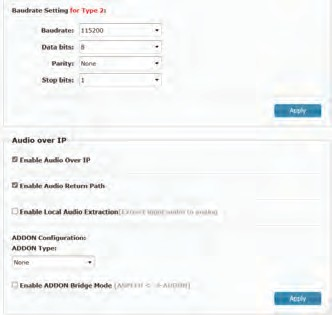 Baudrate Setting for Type 2:
Baudrate: 115200
Data bits: 8
Parity: None
Stop bits: 1
Apply
Audio over IP
Enable Audio Over IP
Enable Audio Return Path
Enable Local Audio Extraction(Extract input audio to analog
ADDON Configuration:
ADDON Type:
None
Enable ADDON Bridge Mode [ASPEED <-->ADDON]
Apply